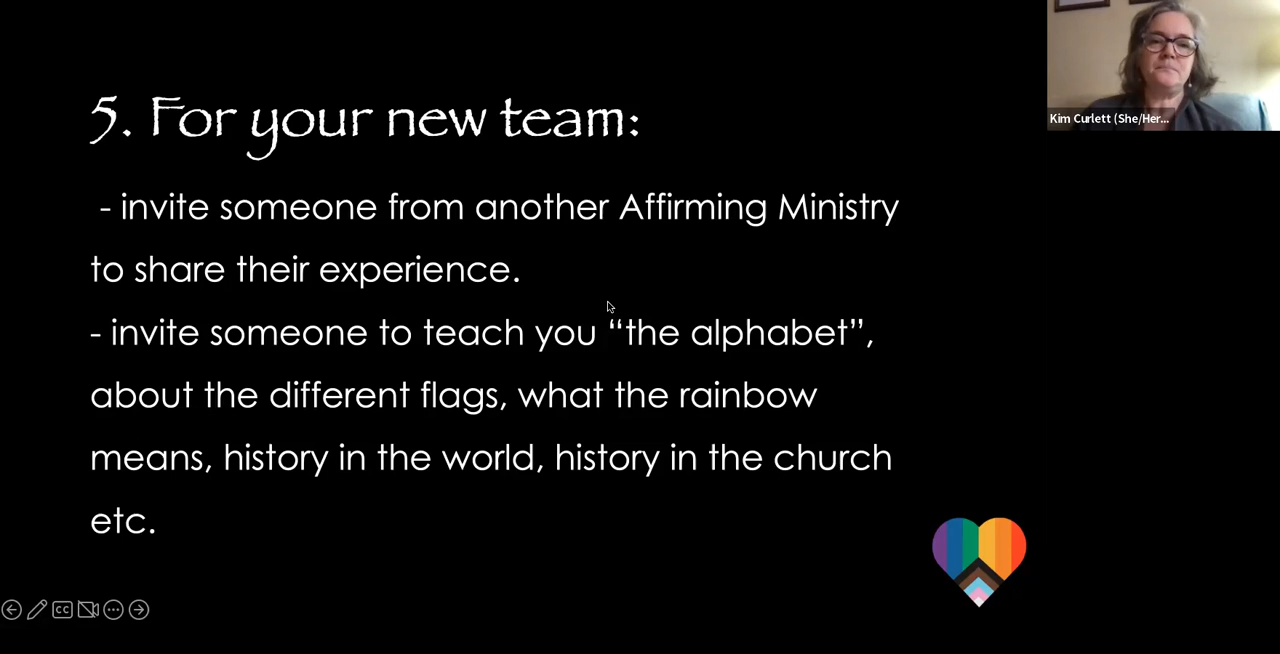 5. For your new team:
- invite someone from another Affirming Ministry
to share their experience.
- invite someone to teach you “the alphabet”,
about the different flags, what the rainbow
means, history in the world, history in the church
etc.
Kim Curlett (She/Her...
CC